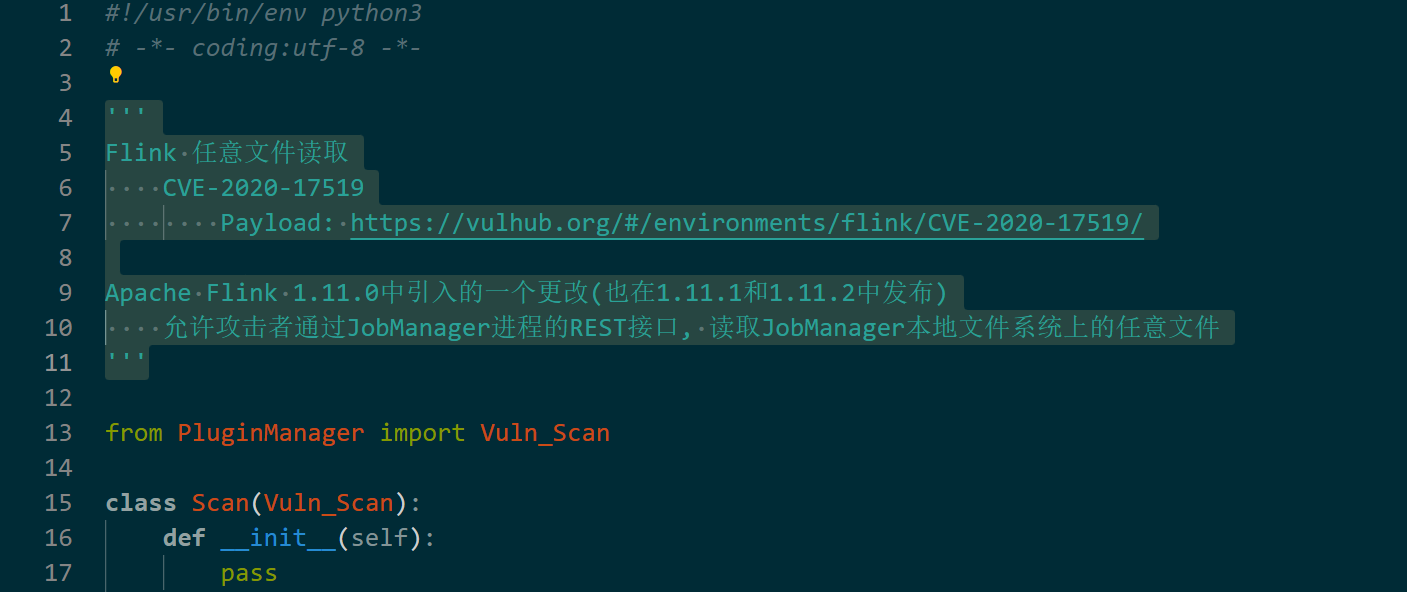 1 #!/usr/bin/env python3
2 # -*- coding:utf-8 -*-
3
4 '''
5 Flink 任意文件读取
6     CVE-2020-17519
7         Payload: https://vulhub.org/#/environments/flink/CVE-2020-17519/
8
9 Apache Flink 1.11.0中引入的一个更改(也在1.11.1和1.11.2中发布)
10     允许攻击者通过JobManager进程的REST接口, 读取JobManager本地文件系统上的任意文件
11 '''
12
13 from PluginManager import Vuln_Scan
14
15 class Scan(Vuln_Scan):
16     def __init__(self):
17         pass